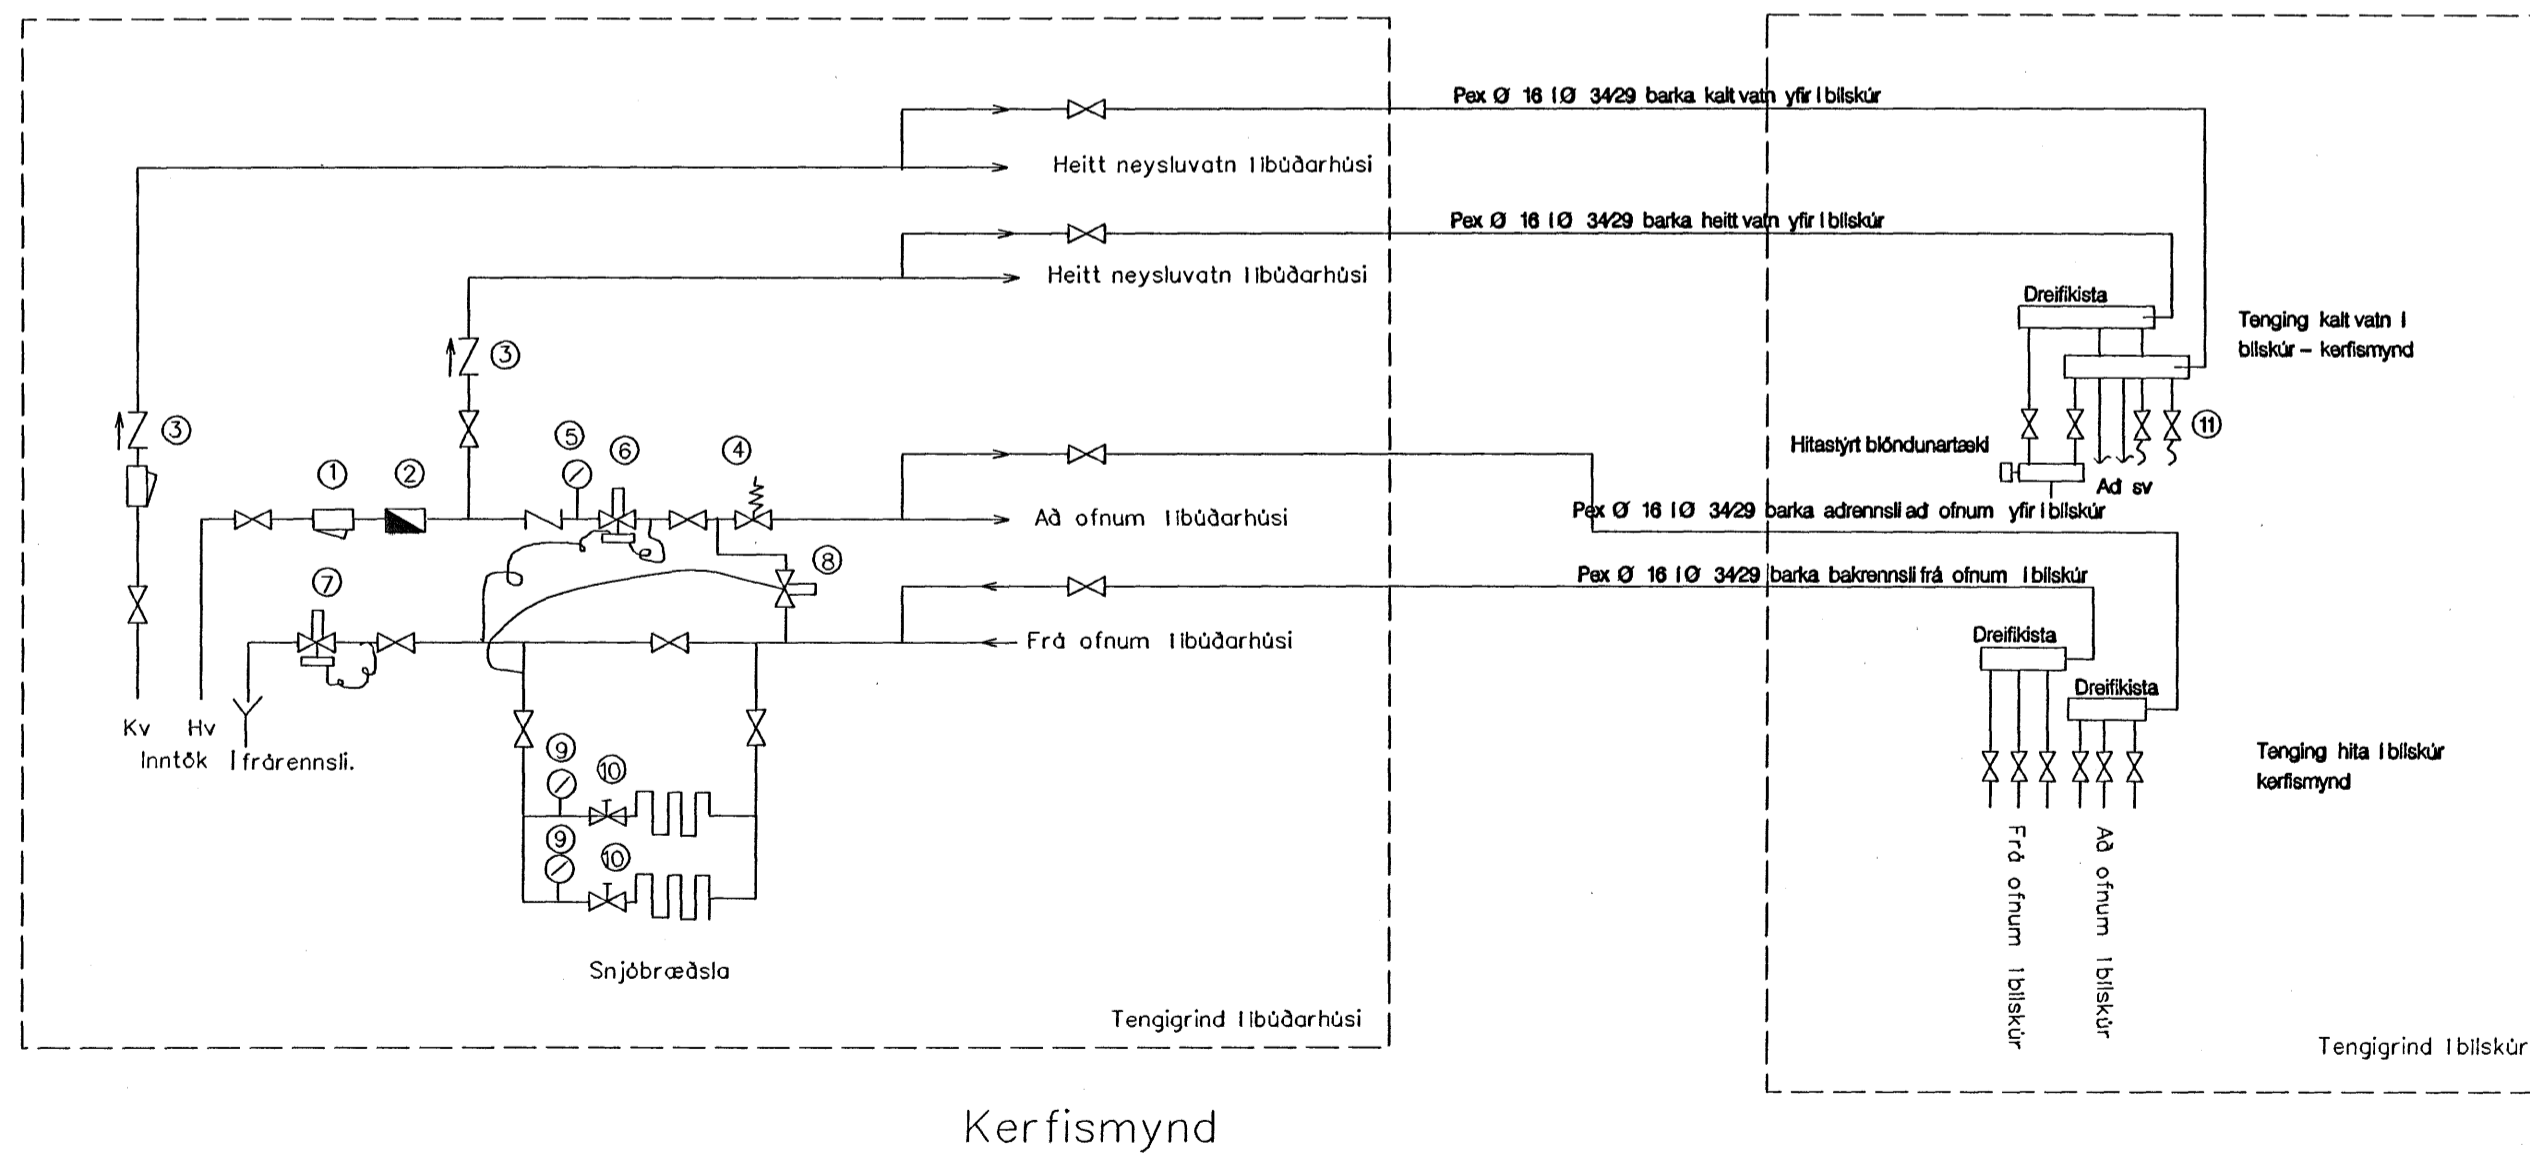 Pex Ø 16 í Ø 34/29 barka kalt vatn yfir í bílskúr
Heitt neysluvatn í íbúðarhúsi
Pex Ø 16 í Ø 34/29 barka heitt vatn yfir í bílskúr
Heitt neysluvatn í íbúðarhúsi
Dreifikista
Tenging kalt vatn í
bílskúr – kerfismynd
3
3
11
5
6
4
Hitastýrt blöndunartæki
1
2
Að sv
Pex Ø 16 í Ø 34/29 barka aðrennsli að ofnum yfir í bílskúr
Að ofnum í íbúðarhúsi
8
7
Pex Ø 16 í Ø 34/29 barka bakrennsli frá ofnum í bílskúr
Frá ofnum í íbúðarhúsi
Dreifikista
Dreifikista
Kv Hv
Inntök Í frárennsli.
9
10
Tenging hita í bílskúr
kerfismynd
9
10
Frá ofnum í bílskúr
Að ofnum í bílskúr
Snjóbræðsla
Tengigrind í íbúðarhúsi
Tengigrind í bílskúr
Kerfismynd